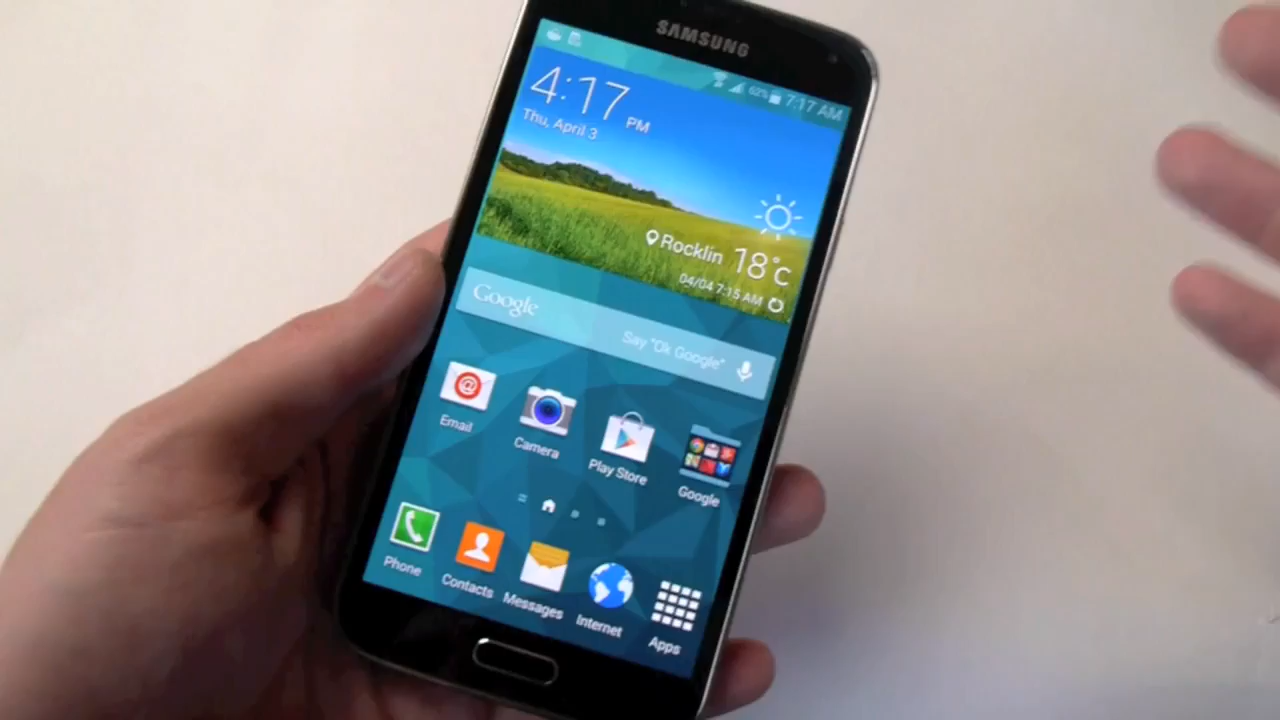 SAMSUNG
62% 7:17 AM
4:17 PM
Thu, April 3
Rocklin 18°C
04/04 7:15 AM
Google
Say "Ok Google"
Email
Camera
Play Store
Google
Phone
Contacts
Messages
Internet
Apps